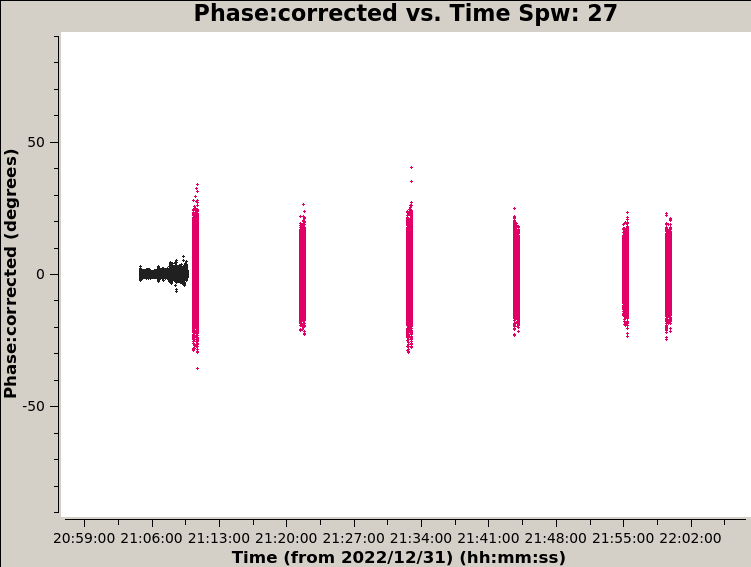 Phase:corrected vs. Time Spw: 27
Phase:corrected (degrees)
50
0
-50
20:59:00 21:06:00 21:13:00 21:20:00 21:27:00 21:34:00 21:41:00 21:48:00 21:55:00 22:02:00
Time (from 2022/12/31) (hh:mm:ss)